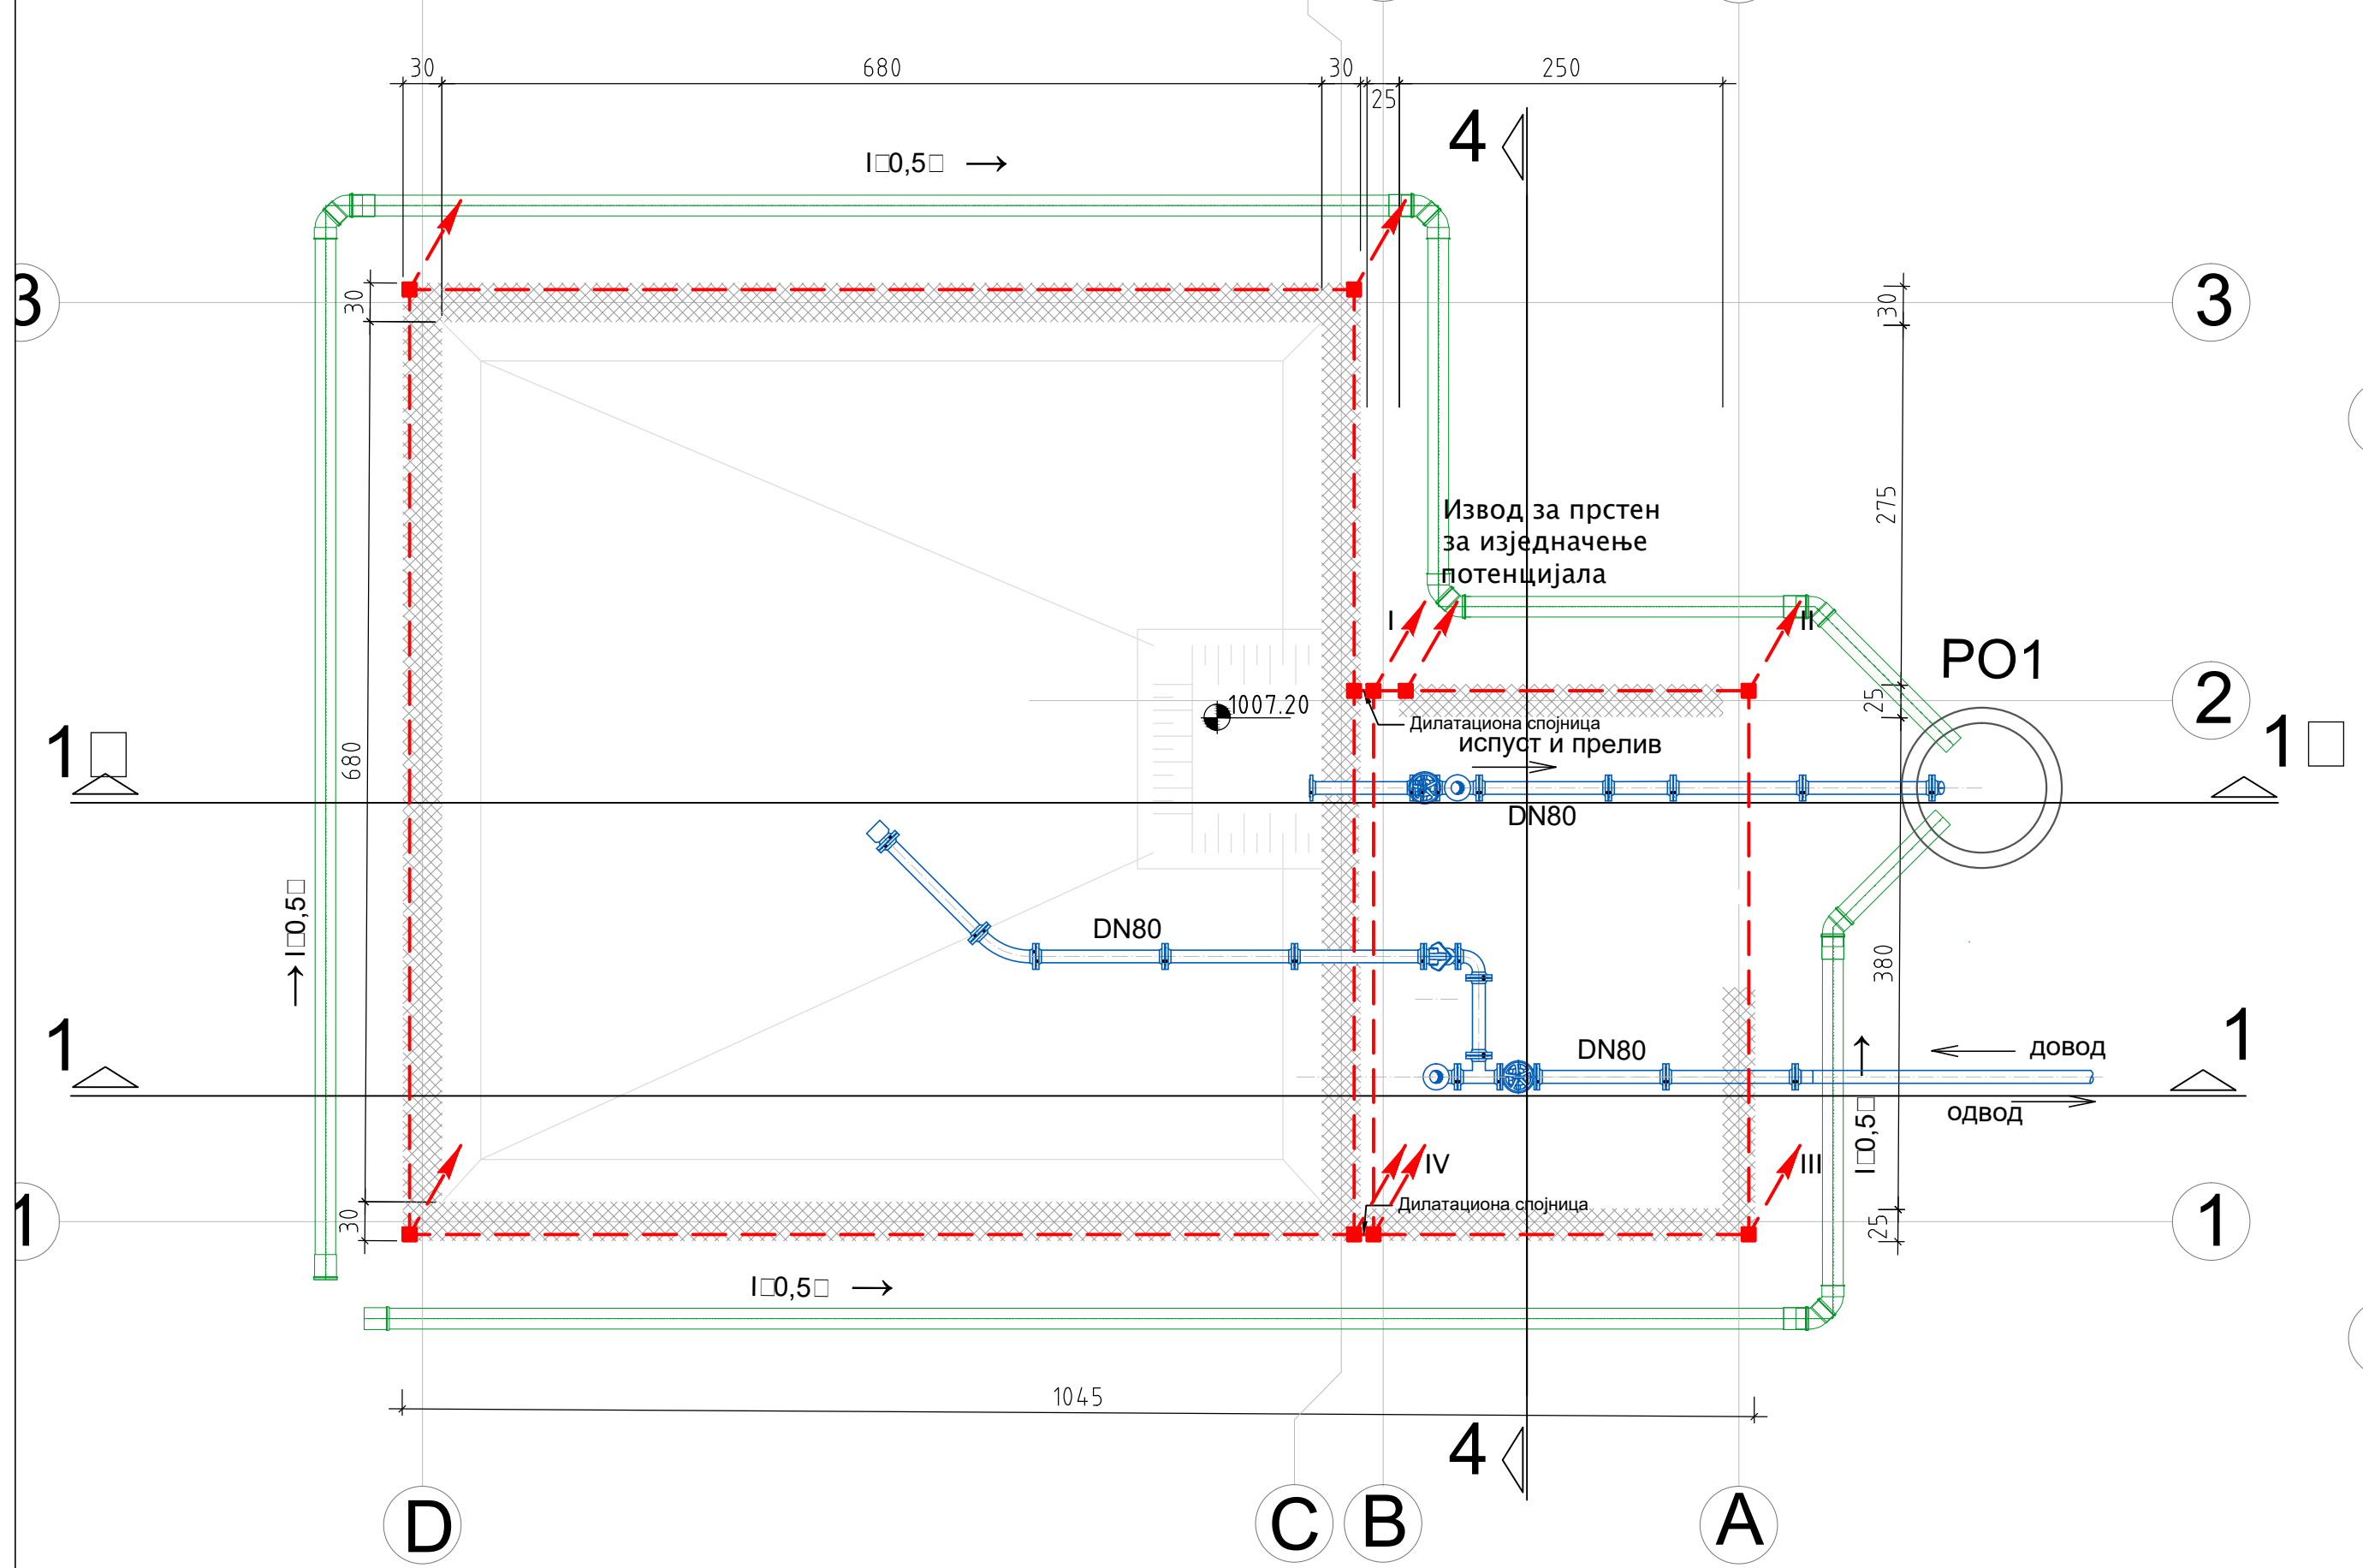 30
680
30
25
250
4
I□0,5□ →
3
30
30
3
275
Извод за прстен
за изједначење
потенцијала
I
II
PO1
25
2
1007.20
Дилатациона спојница
испуст и прелив
1□
1□
680
DN80
I□0,5□
DN80
380
1
DN80
довод
1
одвод
I□0,5□
IV
III
Дилатациона спојница
30
25
1
1
I□0,5□ →
1045
4
D
C
B
A